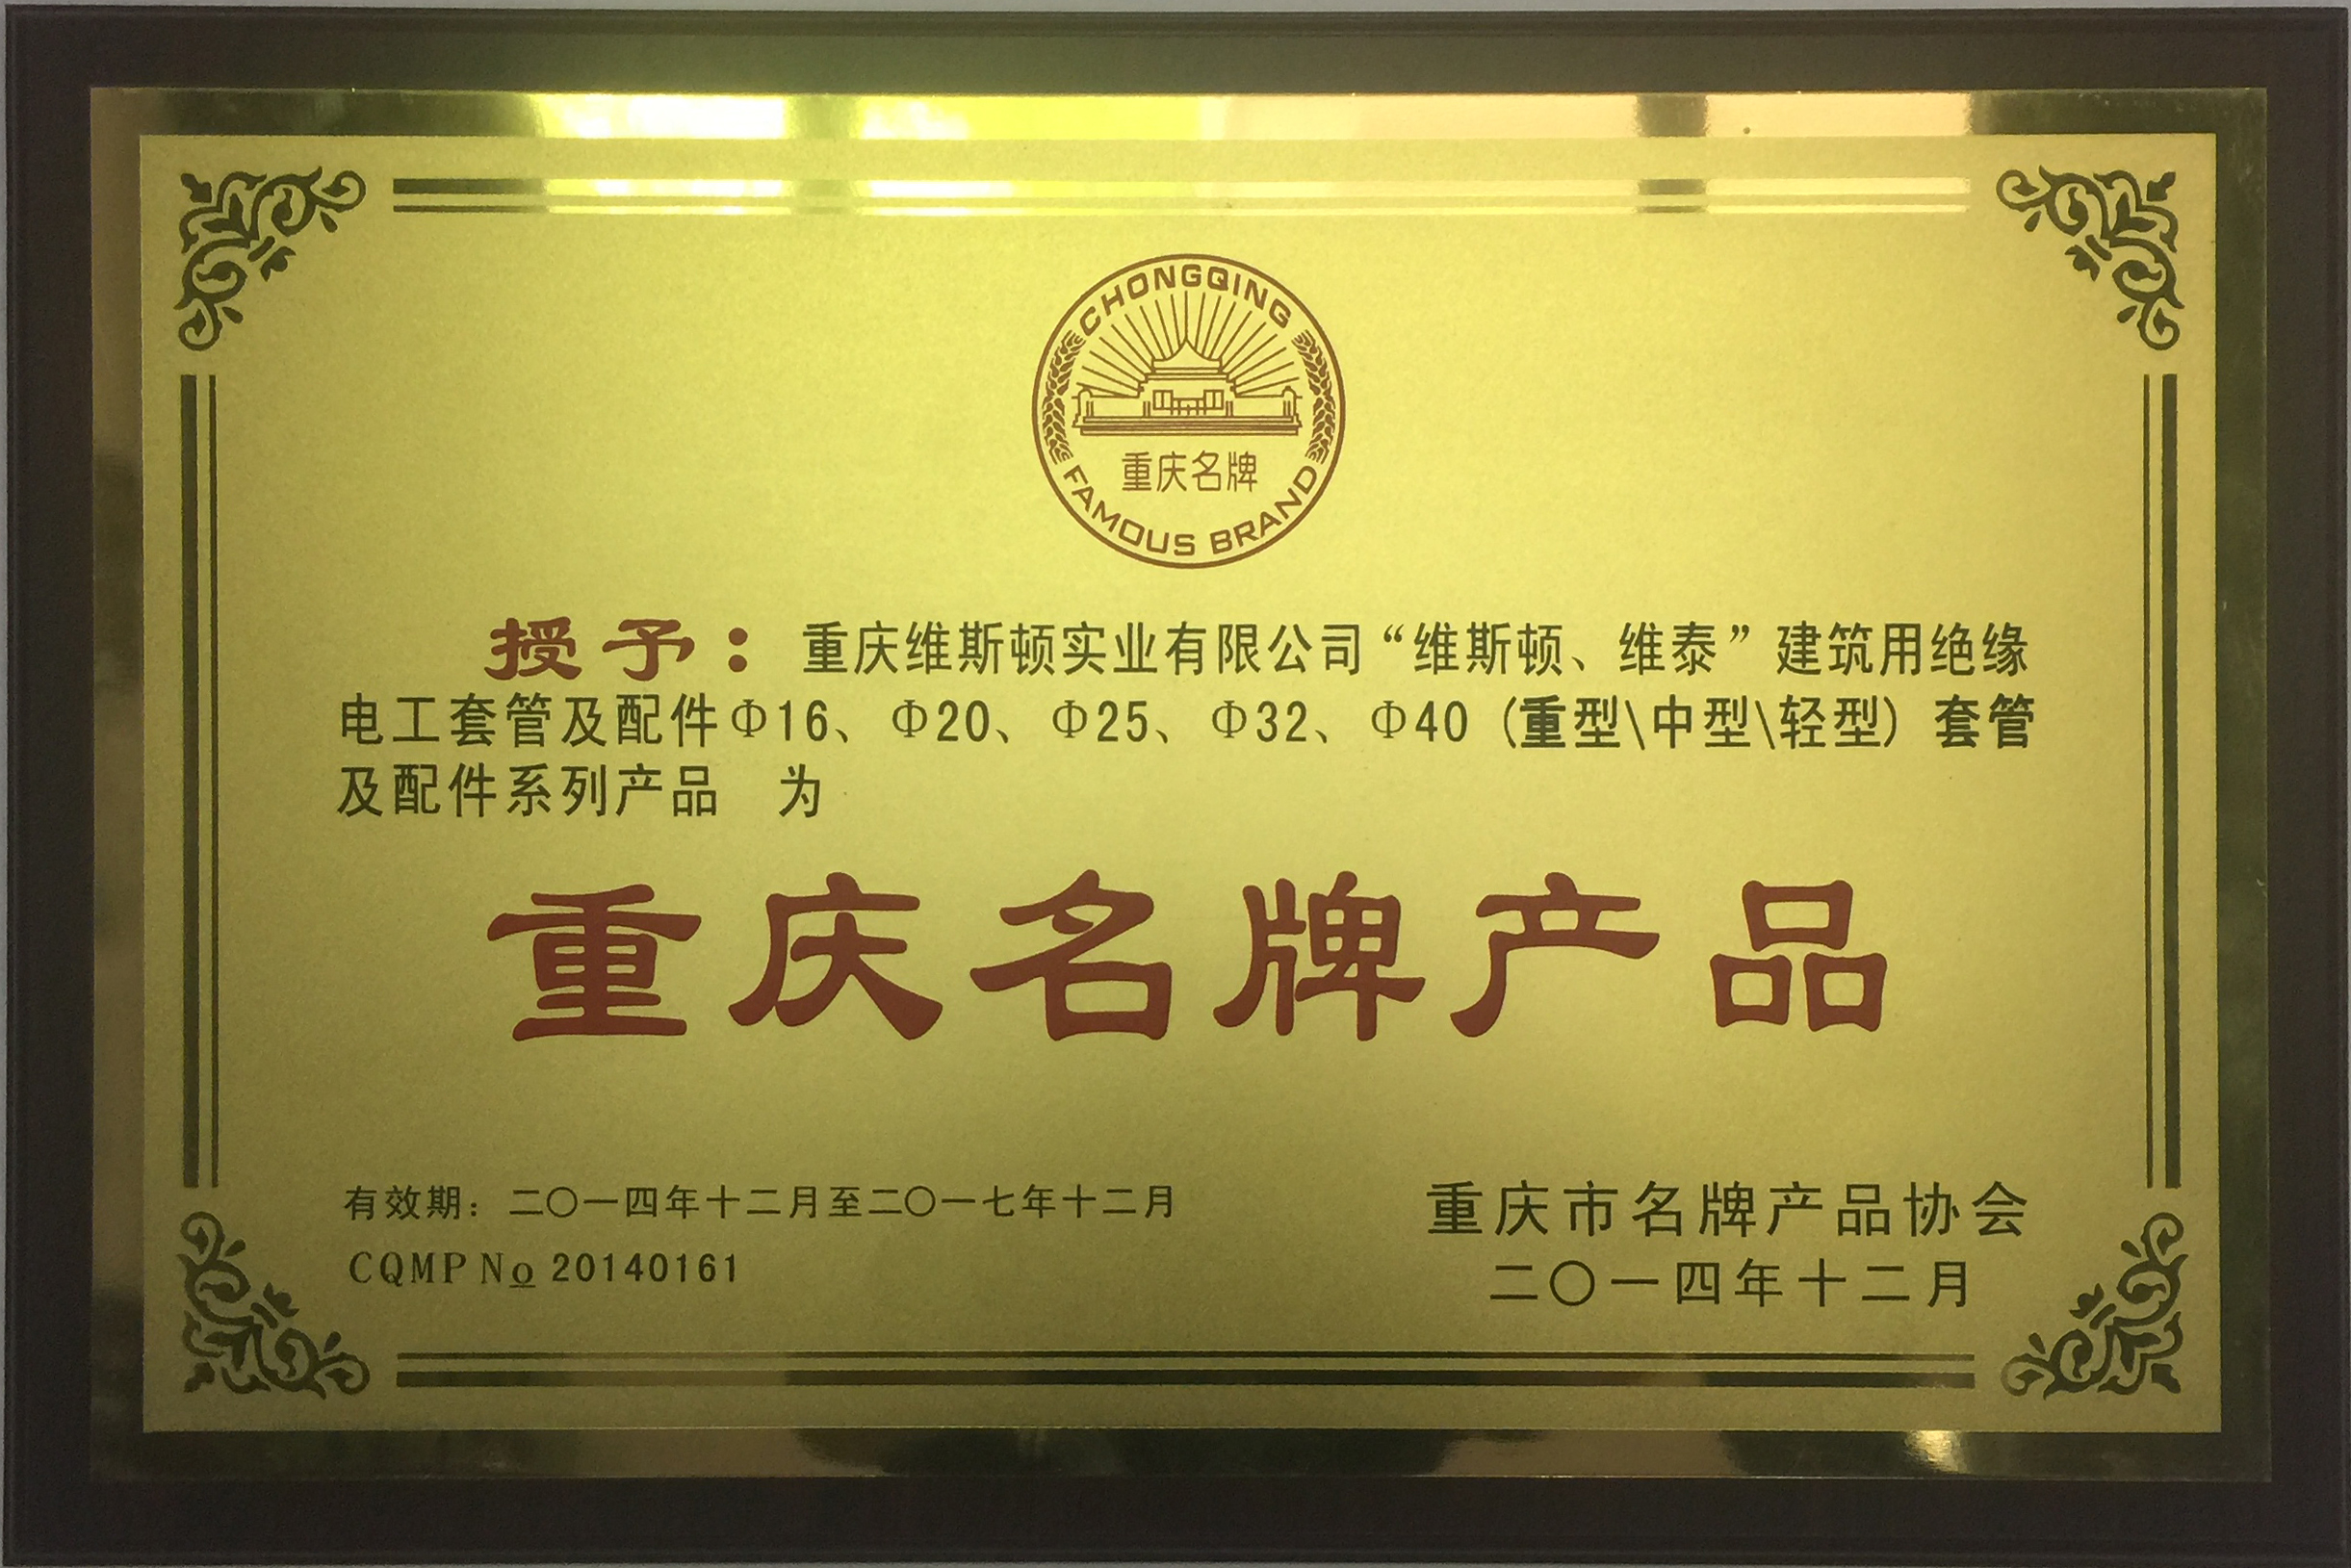 CHONGQING
重庆名牌
FAMOUS BRAND
授予：重庆维斯顿实业有限公司“维斯顿、维泰”建筑用绝缘
电工套管及配件Φ16、Φ20、Φ25、Φ32、Φ40（重型\中型\轻型）套管
及配件系列产品 为
重庆名牌产品
有效期：二〇一四年十二月至二〇一七年十二月
CQMP No 20140161
重庆市名牌产品协会
二〇一四年十二月